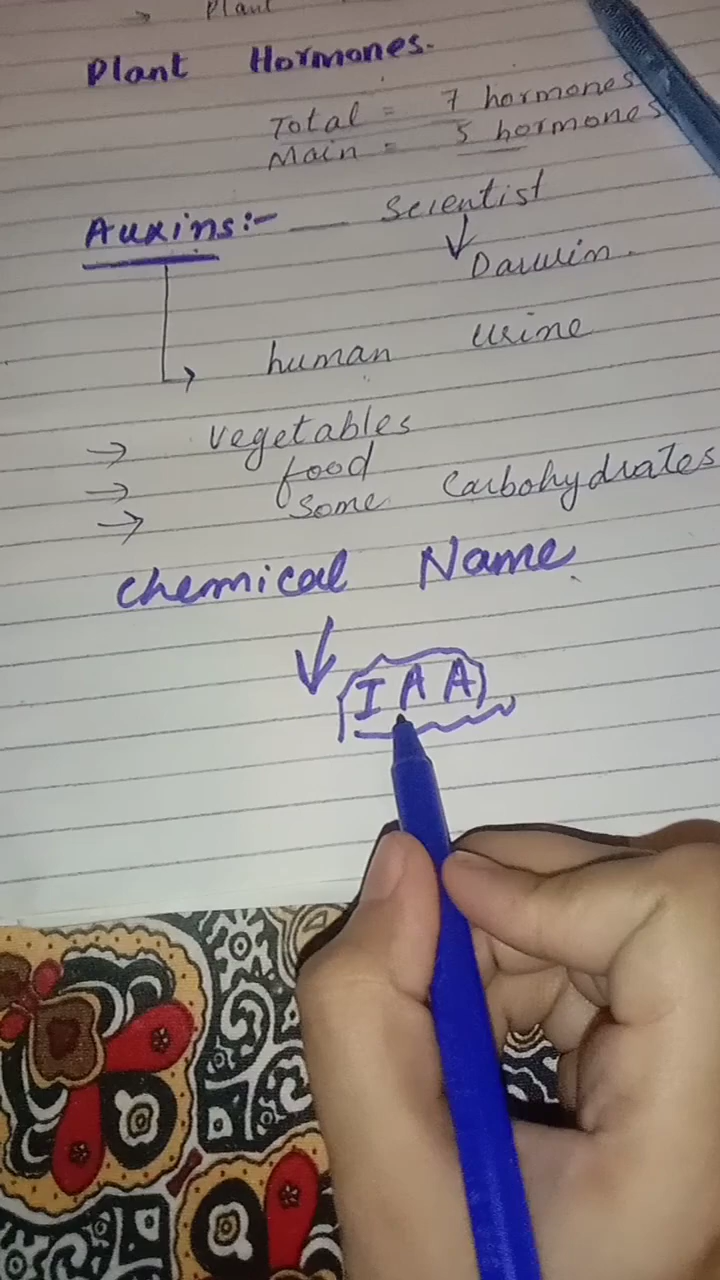 → Plant
Plant Hormones.
Total = 7 hormones
Main = 5 hormones
Auxins:- — Scientist
↓ Darwin.
→ human urine
→ vegetables
→ food
→ some carbohydrates
Chemical Name
↓ IAA